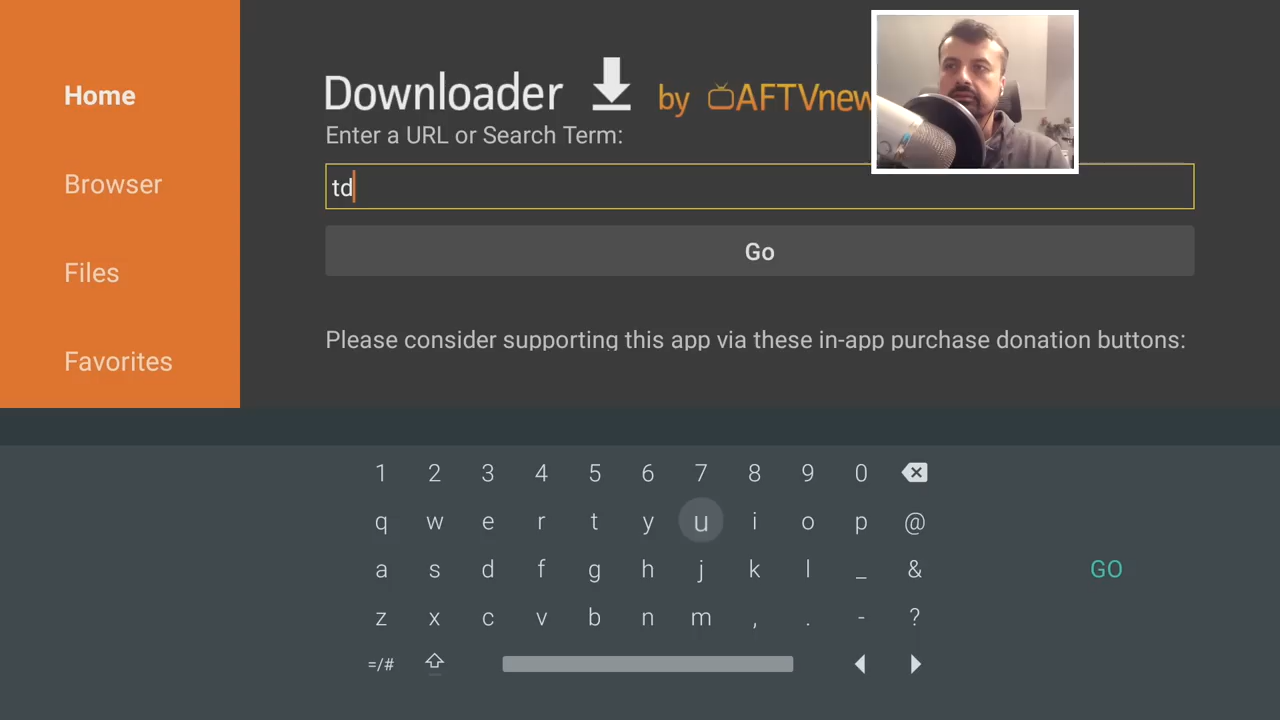 Home
Browser
Files
Favorites
Downloader by AFTVnew
Enter a URL or Search Term:
td
Go
Please consider supporting this app via these in-app purchase donation buttons:
1 2 3 4 5 6 7 8 9 0
q w e r t y u i o p @
a s d f g h j k l _ &
GO
z x c v b n m , . - ?
=/#